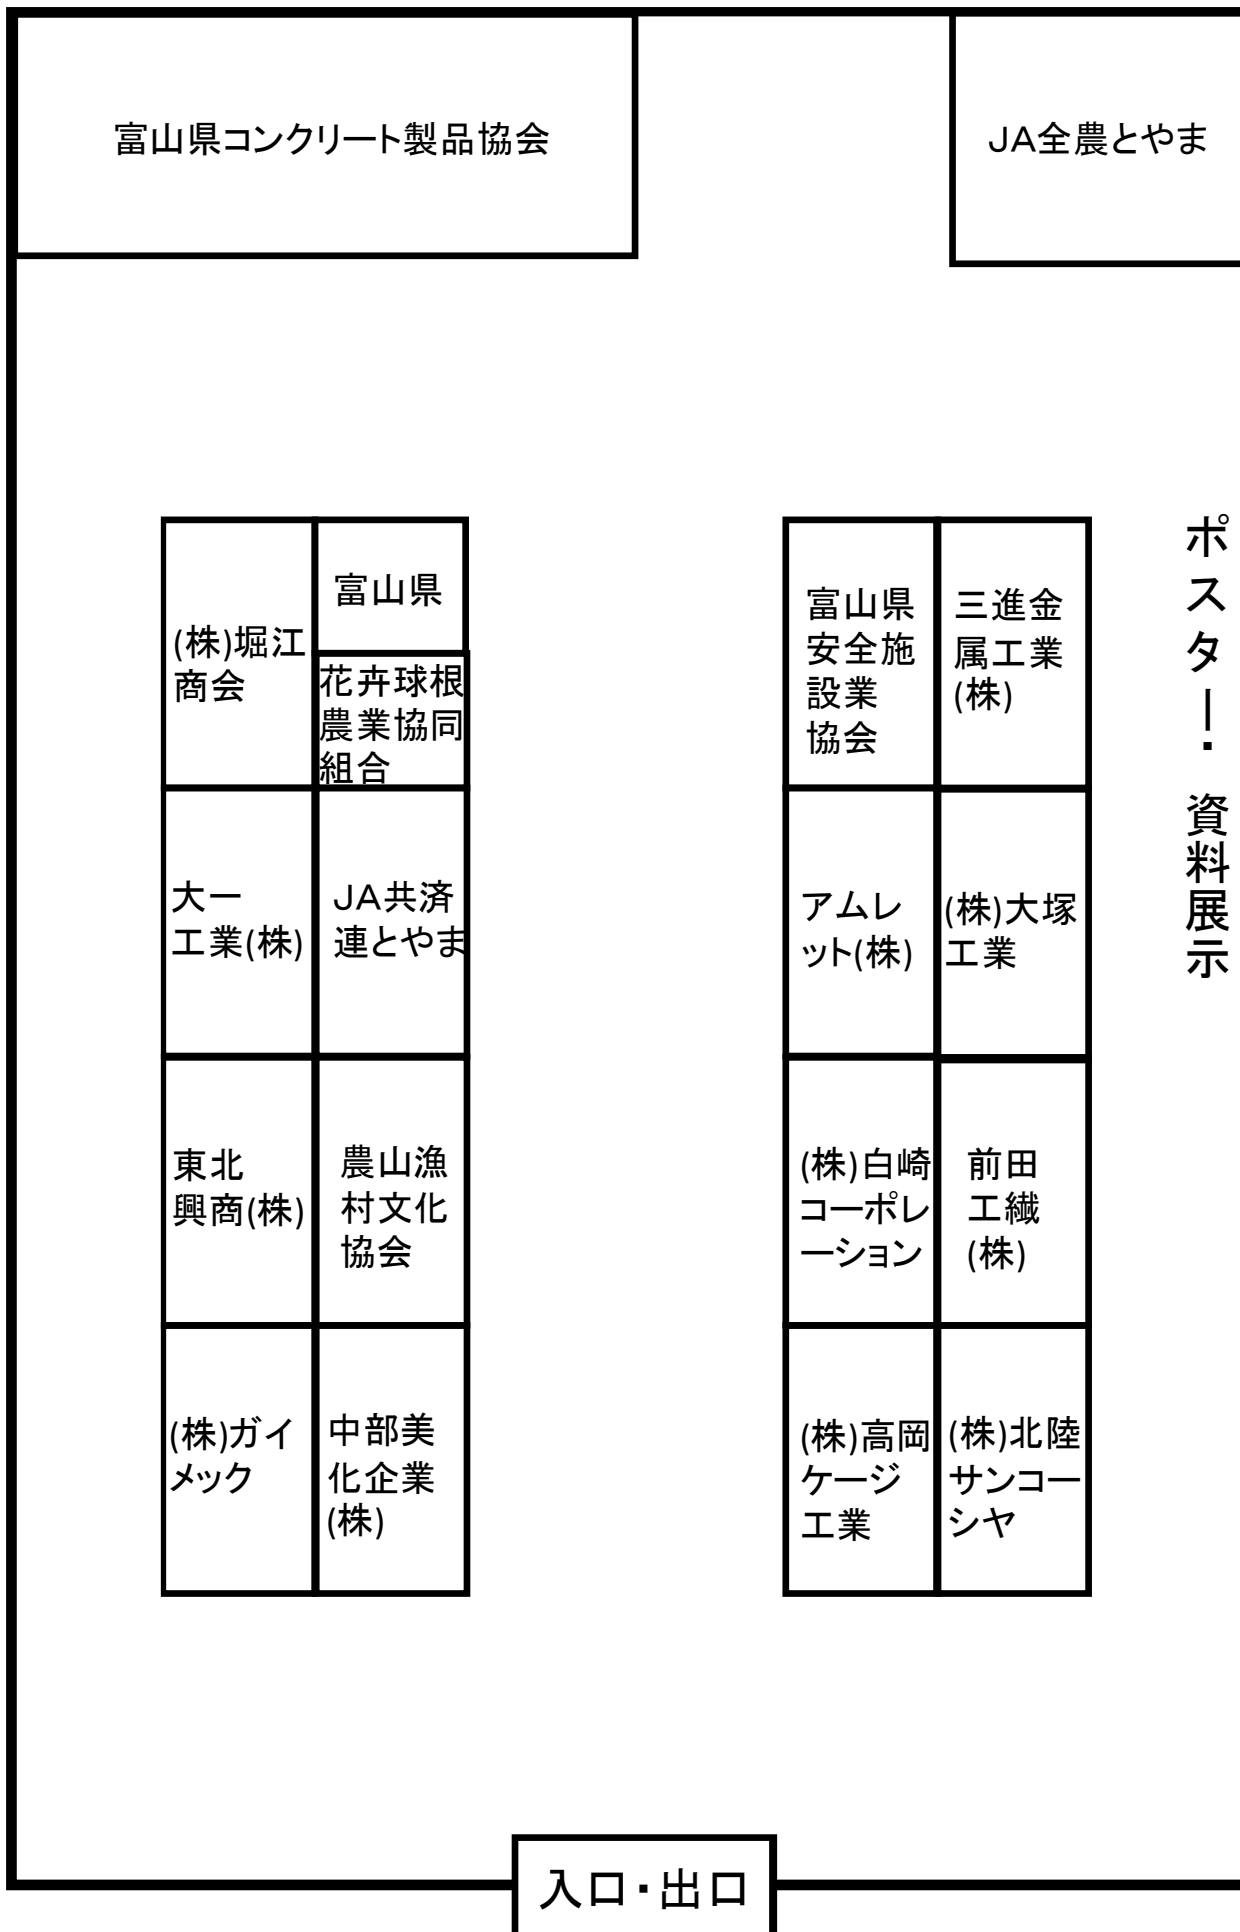 富山県コンクリート製品協会
JA全農とやま
(株)堀江
商会
富山県
花卉球根
農業協同
組合
大一
工業(株)
JA共済
連とやま
東北
興商(株)
農山漁
村文化
協会
(株)ガイ
メック
中部美
化企業
(株)
富山県
安全施
設業
協会
三進金
属工業
(株)
アムレ
ット(株)
(株)大塚
工業
(株)白崎
コーポレ
ーション
前田
工繊
(株)
(株)高岡
ケージ
工業
(株)北陸
サンコー
シヤ
ポスター・資料展示
入口・出口